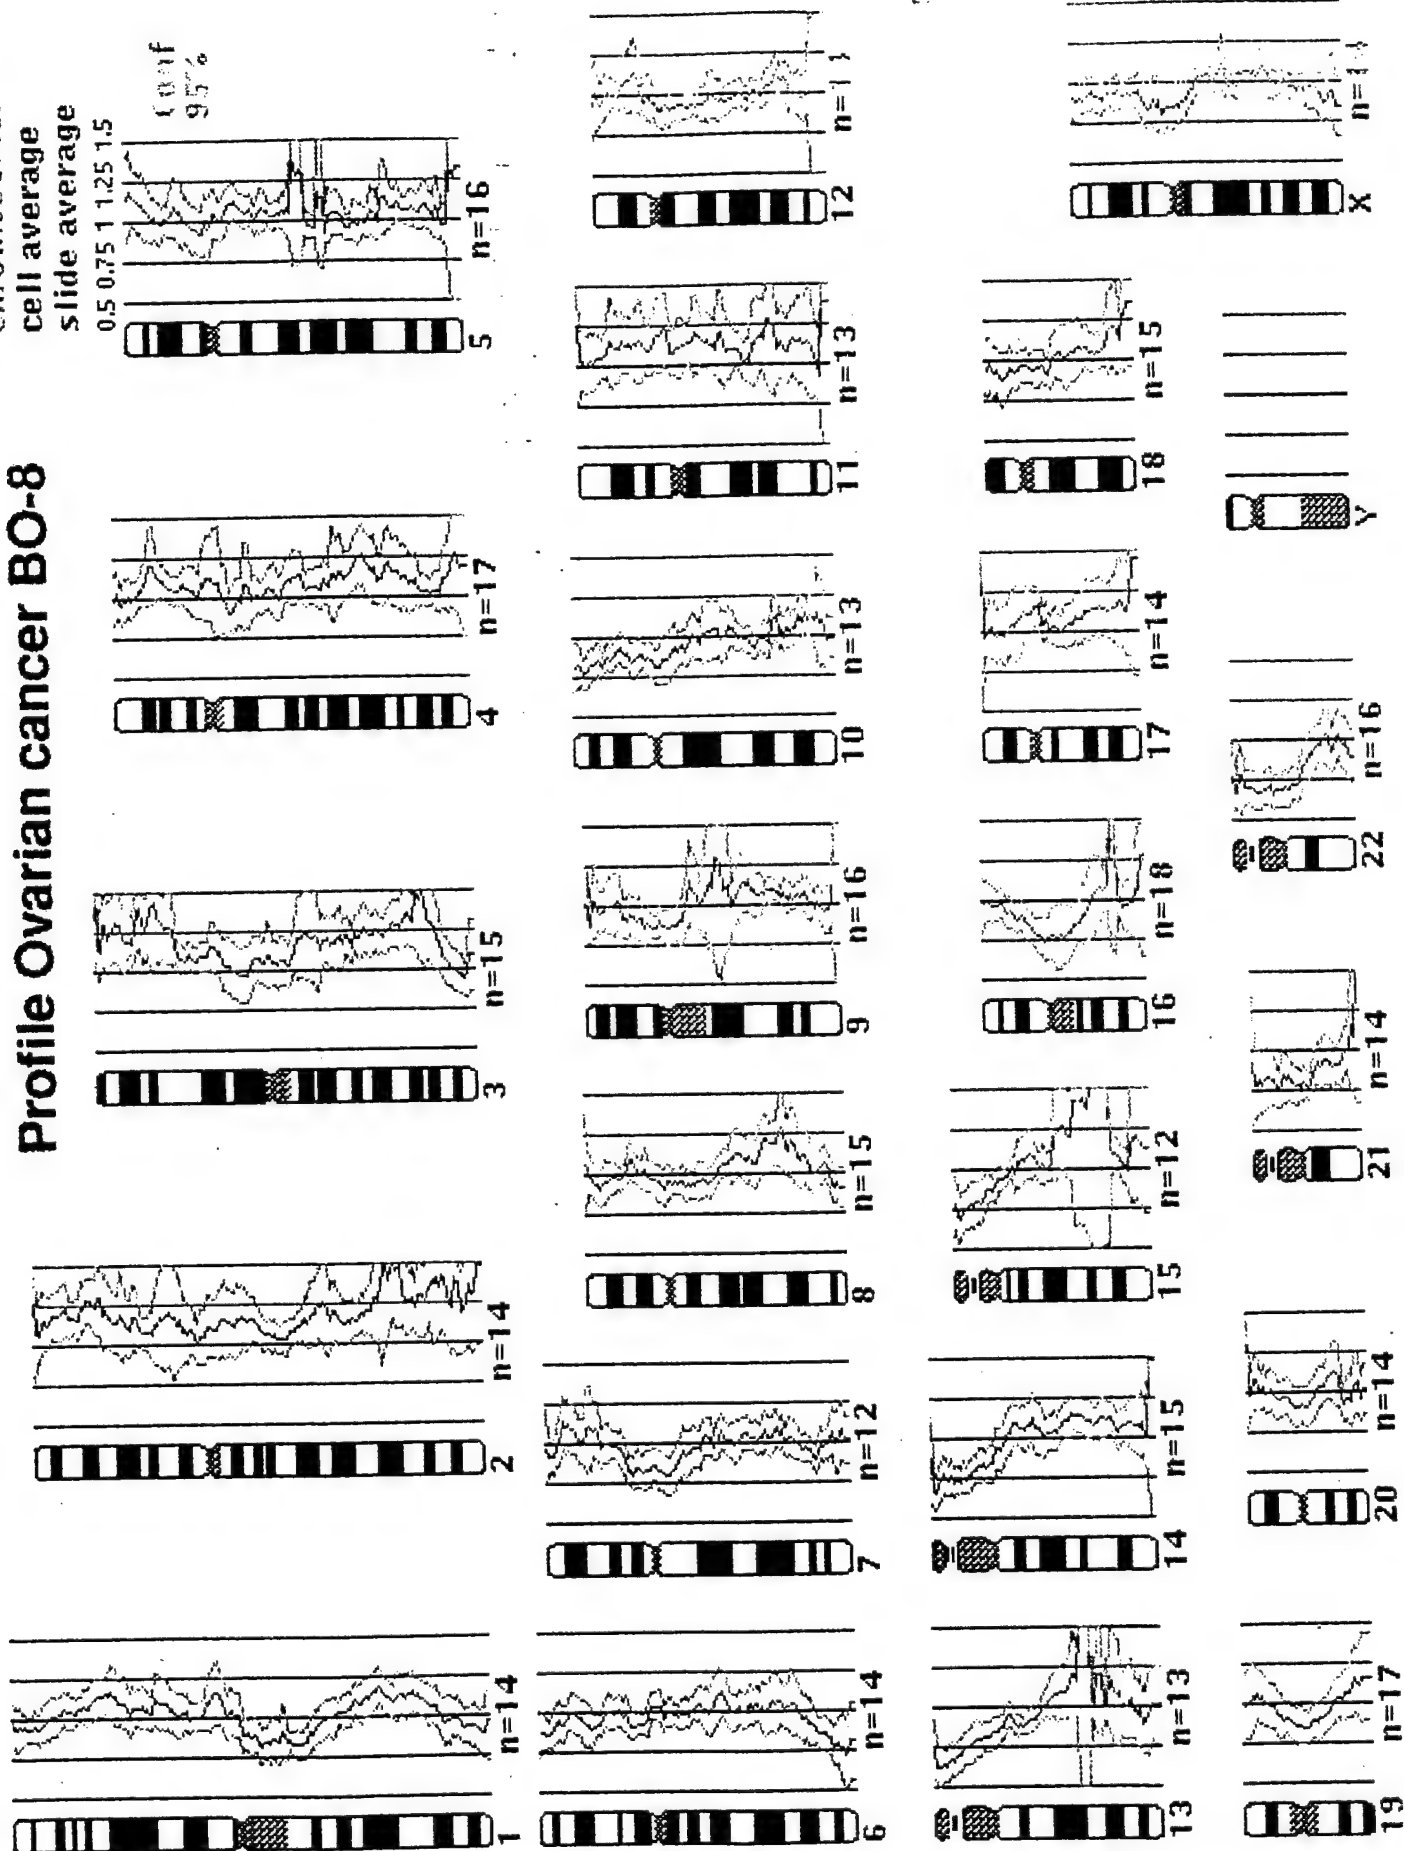 Profile Ovarian cancer BO-8
cell average
slide average
0.5 0.75 1 1.25 1.5
95%
1 n=14
2 n=14
3 n=15
4 n=17
5 n=16
6 n=14
7 n=12
8 n=15
9 n=16
10 n=13
11 n=13
12 n=11
13 n=13
14 n=15
15 n=12
16 n=18
17 n=14
18 n=15
19 n=17
20 n=14
21 n=14
22 n=16
Y
X